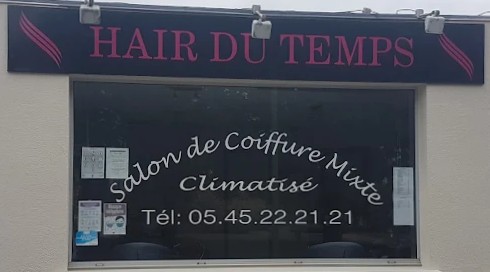 HAIR DU TEMPS
Salon de Coiffure Mixte
Climatisé
Tél: 05.45.22.21.21